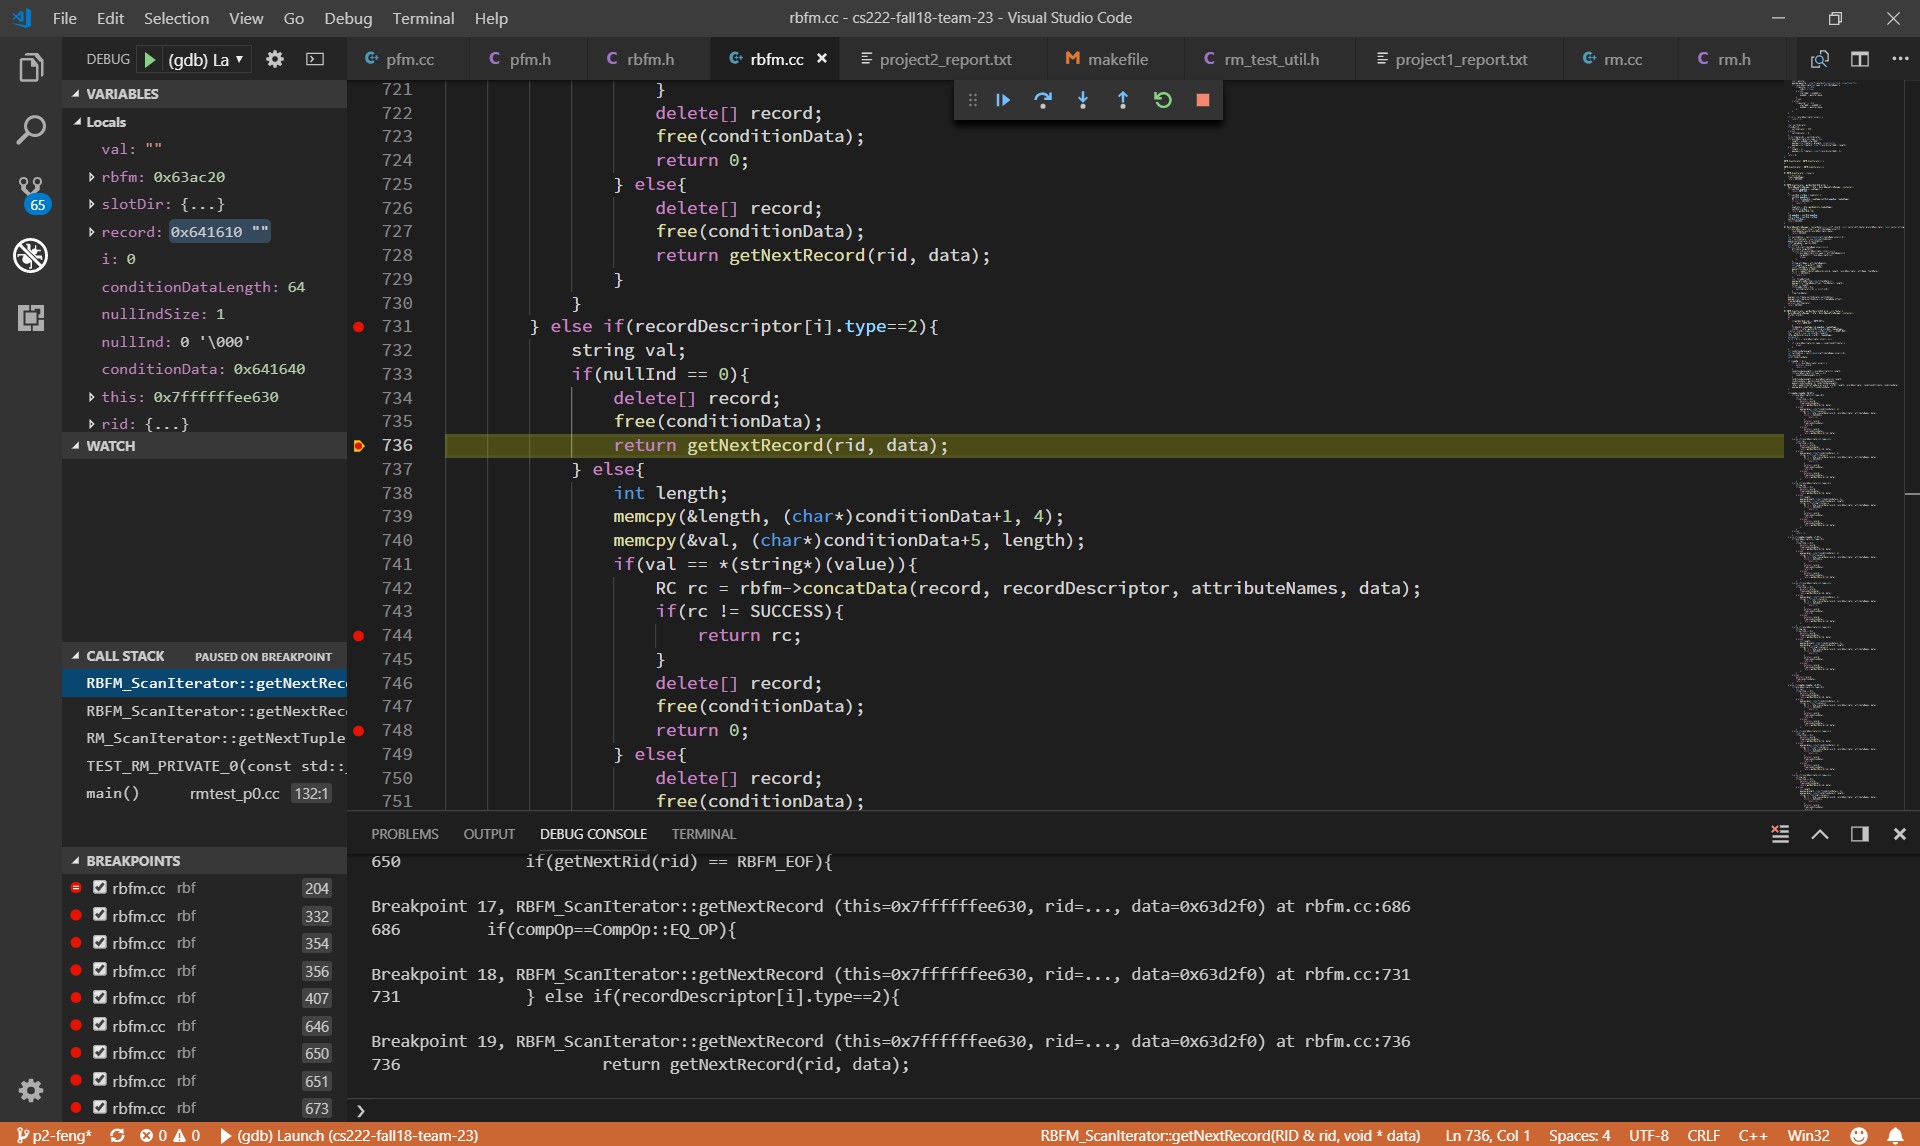 File Edit Selection View Go Debug Terminal Help
rbfm.cc - cs222-fall18-team-23 - Visual Studio Code
DEBUG (gdb) La
pfm.cc pfm.h rbfm.h rbfm.cc project2_report.txt makefile rm_test_util.h project1_report.txt rm.cc rm.h
65
VARIABLES
Locals
val: ""
rbfm: 0x63ac20
slotDir: {...}
record: 0x641610 ""
i: 0
conditionDataLength: 64
nullIndSize: 1
nullInd: 0 '\000'
conditionData: 0x641640
this: 0x7ffffffee630
rid: {...}
WATCH
CALL STACK PAUSED ON BREAKPOINT
RBFM_ScanIterator::getNextRec
RBFM_ScanIterator::getNextRec
RM_ScanIterator::getNextTuple
TEST_RM_PRIVATE_0(const std::
main() rmtest_p0.cc 132:1
BREAKPOINTS
rbfm.cc rbf 204
rbfm.cc rbf 332
rbfm.cc rbf 354
rbfm.cc rbf 356
rbfm.cc rbf 407
rbfm.cc rbf 646
rbfm.cc rbf 650
rbfm.cc rbf 651
rbfm.cc rbf 673
721 }
722 delete[] record;
723 free(conditionData);
724 return 0;
725 } else{
726 delete[] record;
727 free(conditionData);
728 return getNextRecord(rid, data);
729 }
730 }
731 } else if(recordDescriptor[i].type==2){
732 string val;
733 if(nullInd == 0){
734 delete[] record;
735 free(conditionData);
736 return getNextRecord(rid, data);
737 } else{
738 int length;
739 memcpy(&length, (char*)conditionData+1, 4);
740 memcpy(&val, (char*)conditionData+5, length);
741 if(val == *(string*)(value)){
742 RC rc = rbfm->concatData(record, recordDescriptor, attributeNames, data);
743 if(rc != SUCCESS){
744 return rc;
745 }
746 delete[] record;
747 free(conditionData);
748 return 0;
749 } else{
750 delete[] record;
751 free(conditionData);
PROBLEMS OUTPUT DEBUG CONSOLE TERMINAL
650 if(getNextRid(rid) == RBFM_EOF){
Breakpoint 17, RBFM_ScanIterator::getNextRecord (this=0x7ffffffee630, rid=..., data=0x63d2f0) at rbfm.cc:686
686 if(compOp==CompOp::EQ_OP){
Breakpoint 18, RBFM_ScanIterator::getNextRecord (this=0x7ffffffee630, rid=..., data=0x63d2f0) at rbfm.cc:731
731 } else if(recordDescriptor[i].type==2){
Breakpoint 19, RBFM_ScanIterator::getNextRecord (this=0x7ffffffee630, rid=..., data=0x63d2f0) at rbfm.cc:736
736 return getNextRecord(rid, data);
p2-feng* 0 0 (gdb) Launch (cs222-fall18-team-23) RBFM_ScanIterator::getNextRecord(RID & rid, void * data) Ln 736, Col 1 Spaces: 4 UTF-8 CRLF C++ Win32